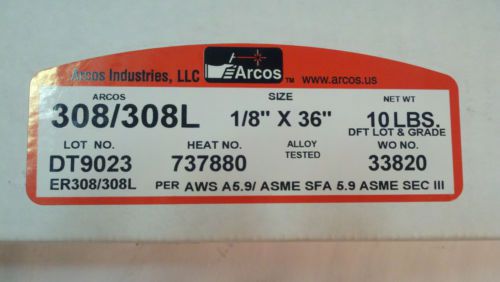 Arcos Industries, LLC Arcos™ www.arcos.us
ARCOS SIZE NET WT
308/308L 1/8" X 36" 10 LBS.
DFT LOT & GRADE
LOT NO. HEAT NO. ALLOY TESTED WO NO.
DT9023 737880 33820
ER308/308L PER AWS A5.9/ ASME SFA 5.9 ASME SEC III